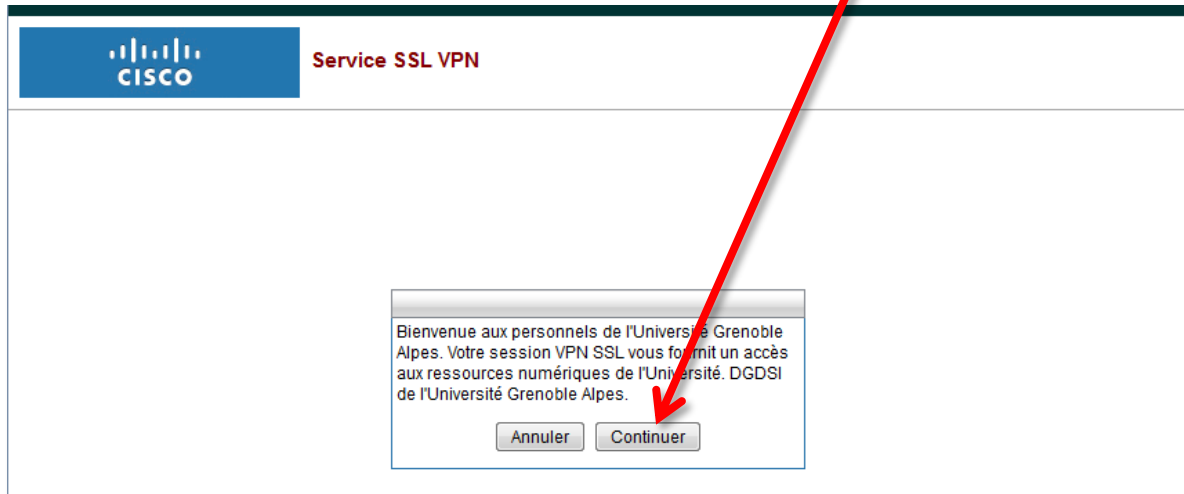 CISCO
Service SSL VPN
Bienvenue aux personnels de l'Université Grenoble
Alpes. Votre session VPN SSL vous fournit un accès
aux ressources numériques de l'Université. DGDSI
de l'Université Grenoble Alpes.
Annuler Continuer